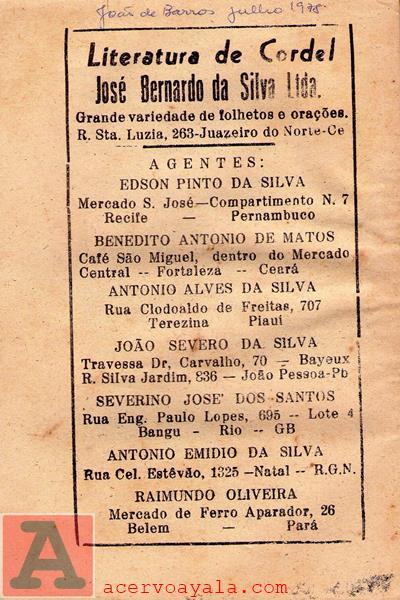 João de Barros julho 1978
Literatura de Cordel
José Bernardo da Silva Ltda.
Grande variedade de folhetos e orações.
R. Sta. Luzia, 263-Juazeiro do Norte-Ce
AGENTES:
EDSON PINTO DA SILVA
Mercado S. José—Compartimento N. 7
Recife — Pernambuco
BENEDITO ANTONIO DE MATOS
Café São Miguel, dentro do Mercado
Central -- Fortaleza -- Ceará
ANTONIO ALVES DA SILVA
Rua Clodoaldo de Freitas, 707
Terezina Piauí
JOÃO SEVERO DA SILVA
Travessa Dr, Carvalho, 70 — Bayeux
R. Silva Jardim, 836 — João Pessoa-Pb
SEVERINO JOSE' DOS SANTOS
Rua Eng. Paulo Lopes, 695 -- Lote 4
Bangu - Rio -- GB
ANTONIO EMIDIO DA SILVA
Rua Cel. Estêvão, 1325 -Natal -- R.G.N.
RAIMUNDO OLIVEIRA
Mercado de Ferro Aparador, 26
Belem — Pará
A
acervoayala.com